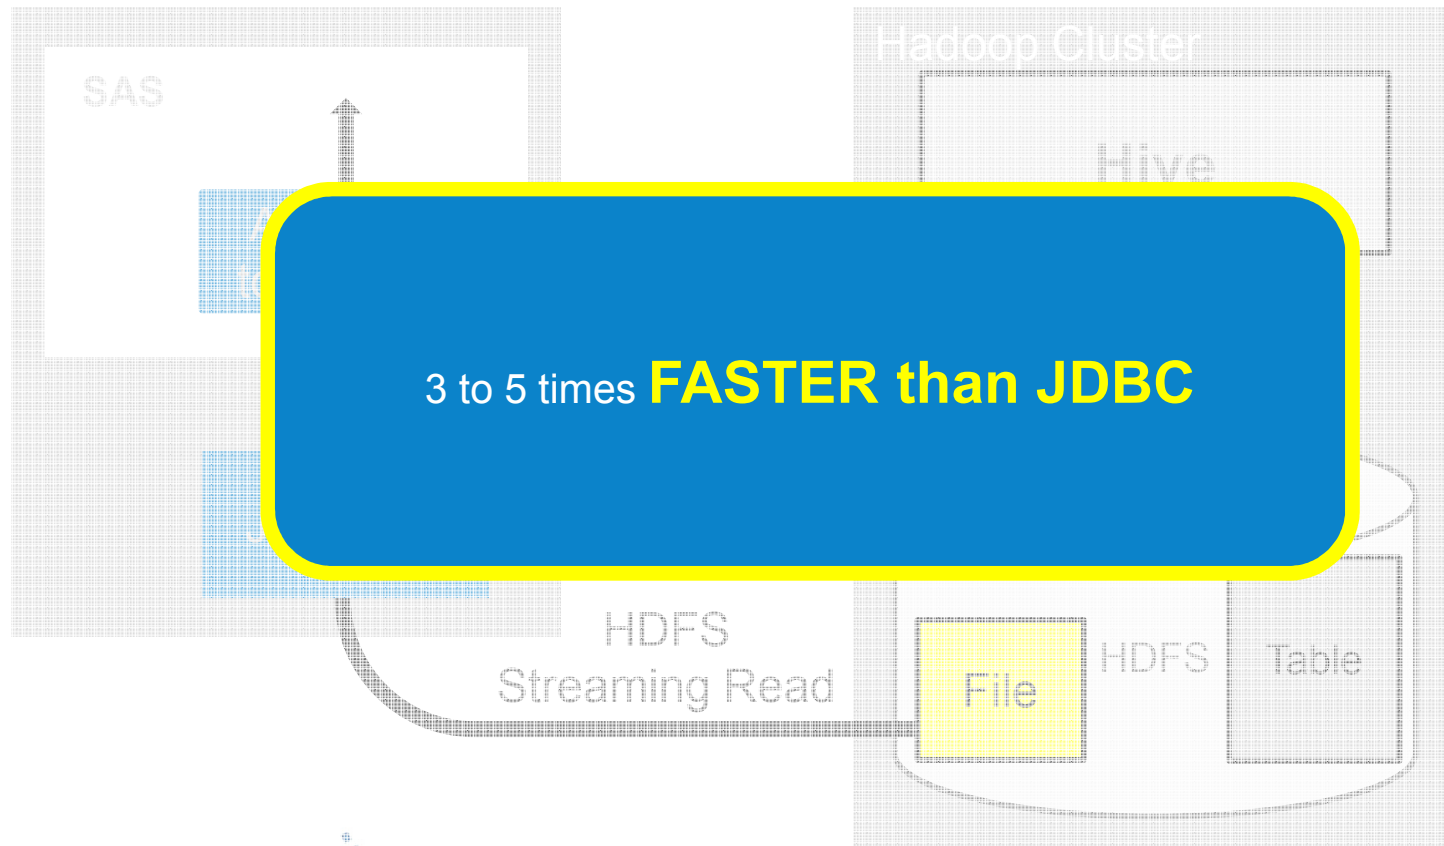 Hadoop Cluster
SAS
Hive
3 to 5 times FASTER than JDBC
HDFS
Streaming Read
File
HDFS
Table